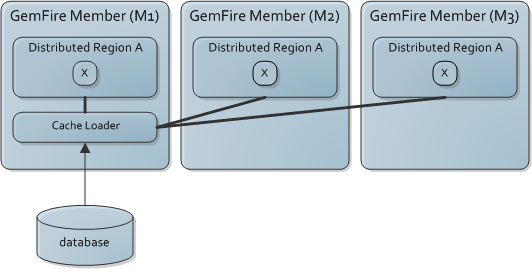 GemFire Member (M1)
Distributed Region A
X
Cache Loader
database
GemFire Member (M2)
Distributed Region A
X
GemFire Member (M3)
Distributed Region A
X